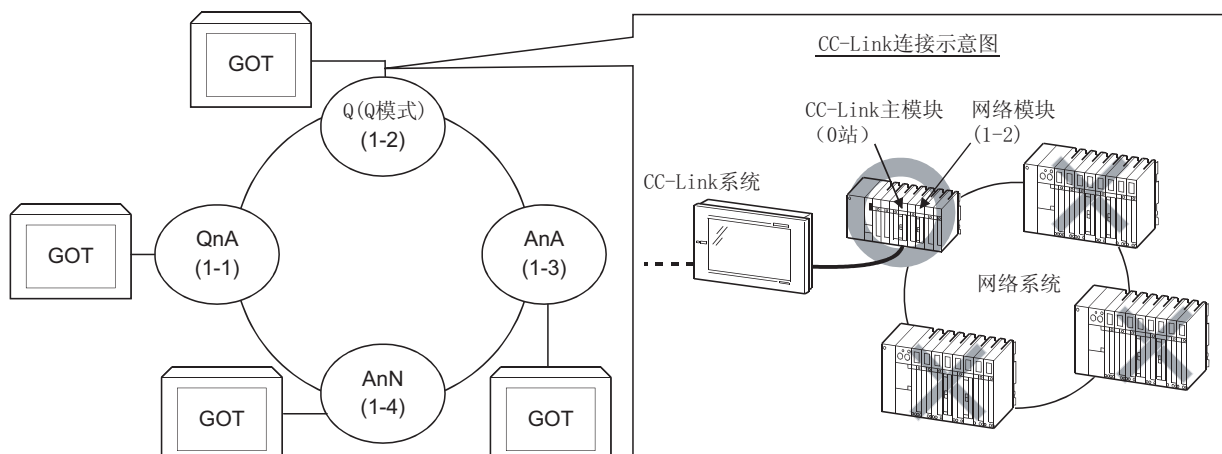 GOT
Q(Q模式)
(1-2)
GOT
QnA
(1-1)
AnA
(1-3)
GOT
AnN
(1-4)
GOT
CC-Link连接示意图
CC-Link主模块
(0站)
网络模块
(1-2)
CC-Link系统
网络系统